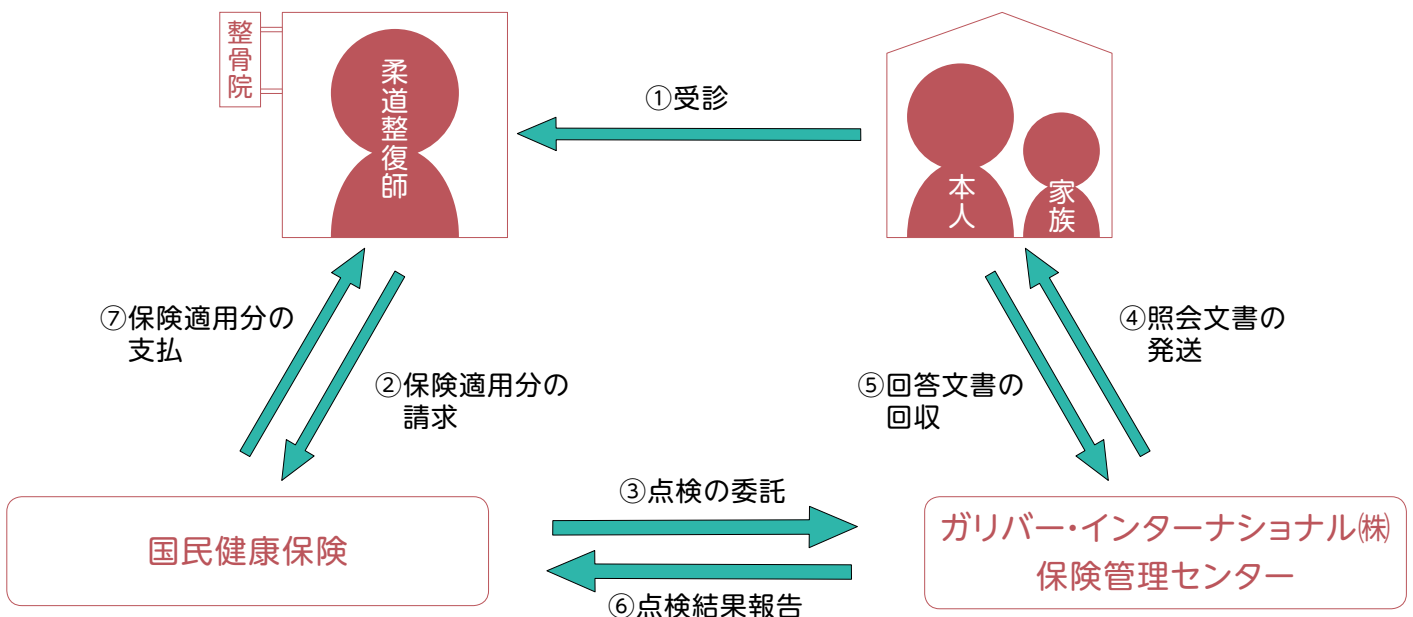 整骨院
柔道整復師
①受診
本人
家族
⑦保険適用分の
支払
②保険適用分の
請求
④照会文書の
発送
⑤回答文書の
回収
③点検の委託
国民健康保険
ガリバー・インターナショナル㈱
保険管理センター
⑥点検結果報告